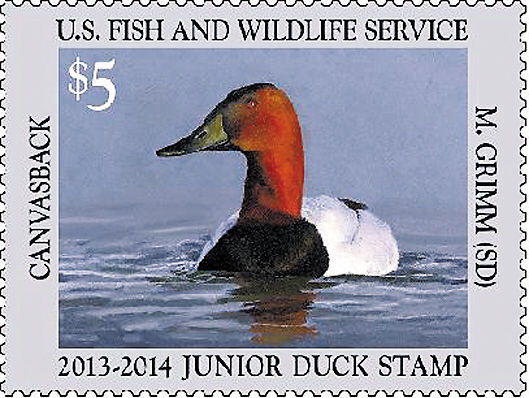 U.S. FISH AND WILDLIFE SERVICE
$5
CANVASBACK
M. GRIMM (SD)
2013-2014 JUNIOR DUCK STAMP